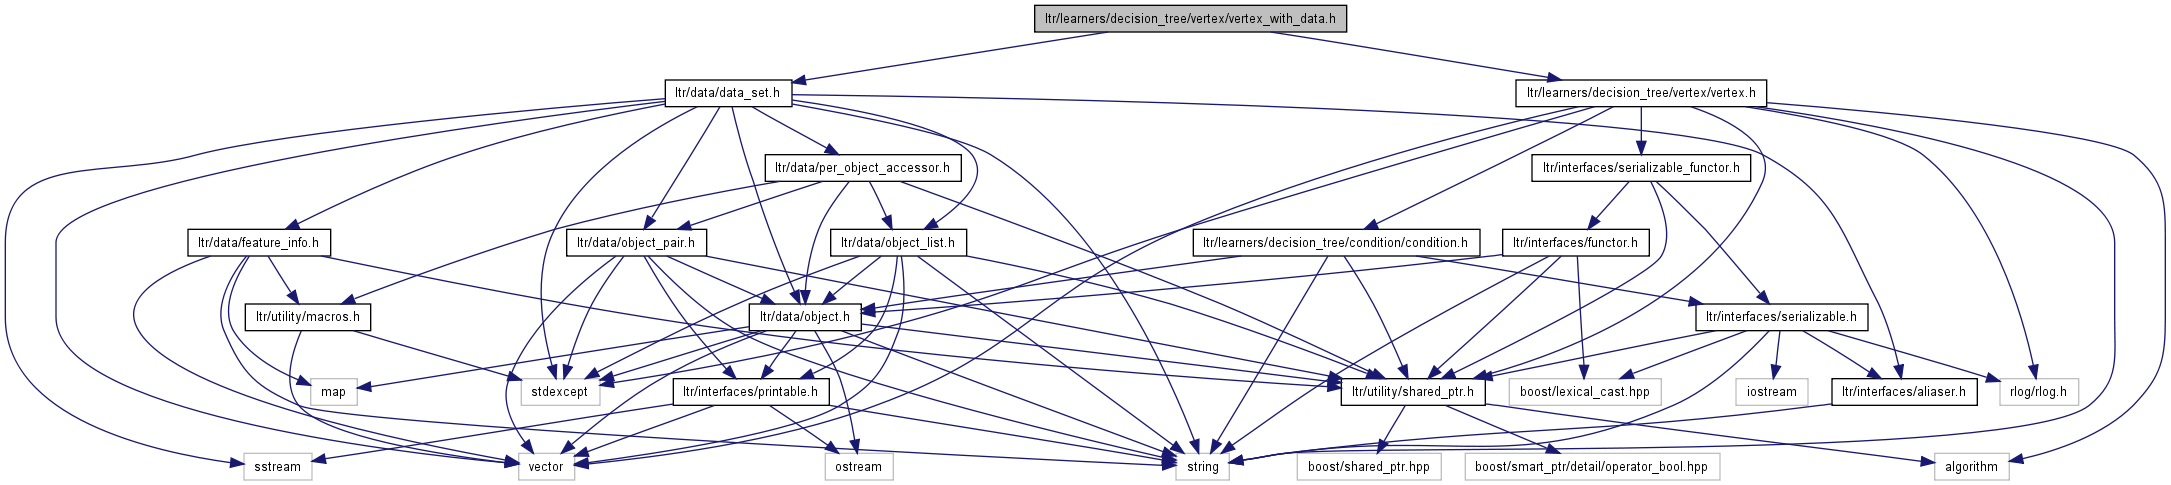 ltr/learners/decision_tree/vertex/vertex_with_data.h
ltr/data/data_set.h
ltr/learners/decision_tree/vertex/vertex.h
ltr/data/per_object_accessor.h
ltr/interfaces/serializable_functor.h
ltr/data/feature_info.h
ltr/data/object_pair.h
ltr/data/object_list.h
ltr/learners/decision_tree/condition/condition.h
ltr/interfaces/functor.h
ltr/utility/macros.h
ltr/data/object.h
ltr/interfaces/serializable.h
map
stdexcept
ltr/interfaces/printable.h
ltr/utility/shared_ptr.h
boost/lexical_cast.hpp
iostream
ltr/interfaces/aliaser.h
rlog/rlog.h
sstream
vector
ostream
string
boost/shared_ptr.hpp
boost/smart_ptr/detail/operator_bool.hpp
algorithm